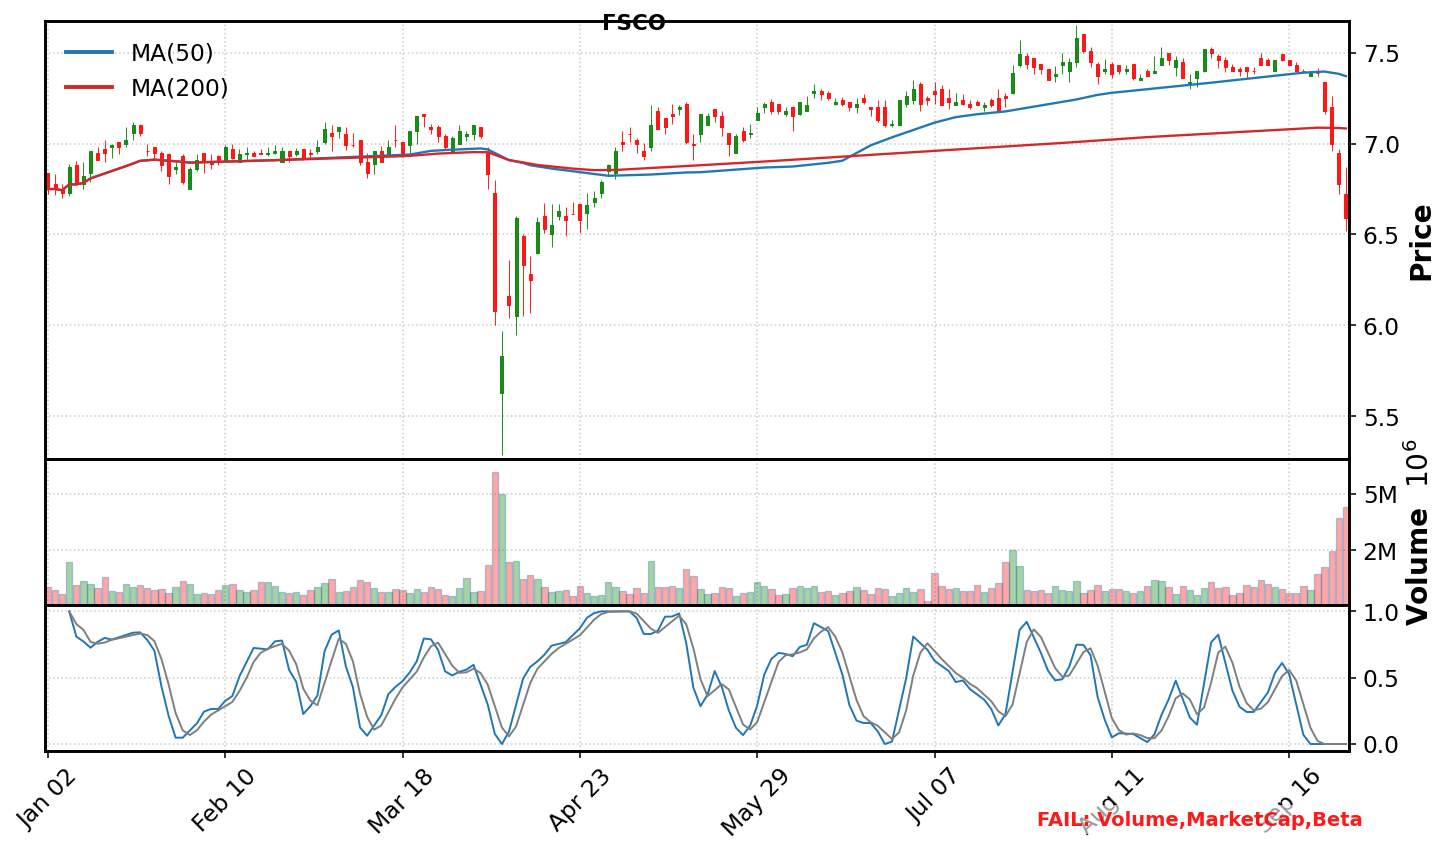 FSCO
MA(50)
MA(200)
7.5
7.0
6.5
6.0
5.5
Price
5M
2M
Volume 10^6
1.0
0.5
0.0
Jan 02
Feb 10
Mar 18
Apr 23
May 29
Jul 07
Aug 11
Sep 16
FAIL: Volume,MarketCap,Beta